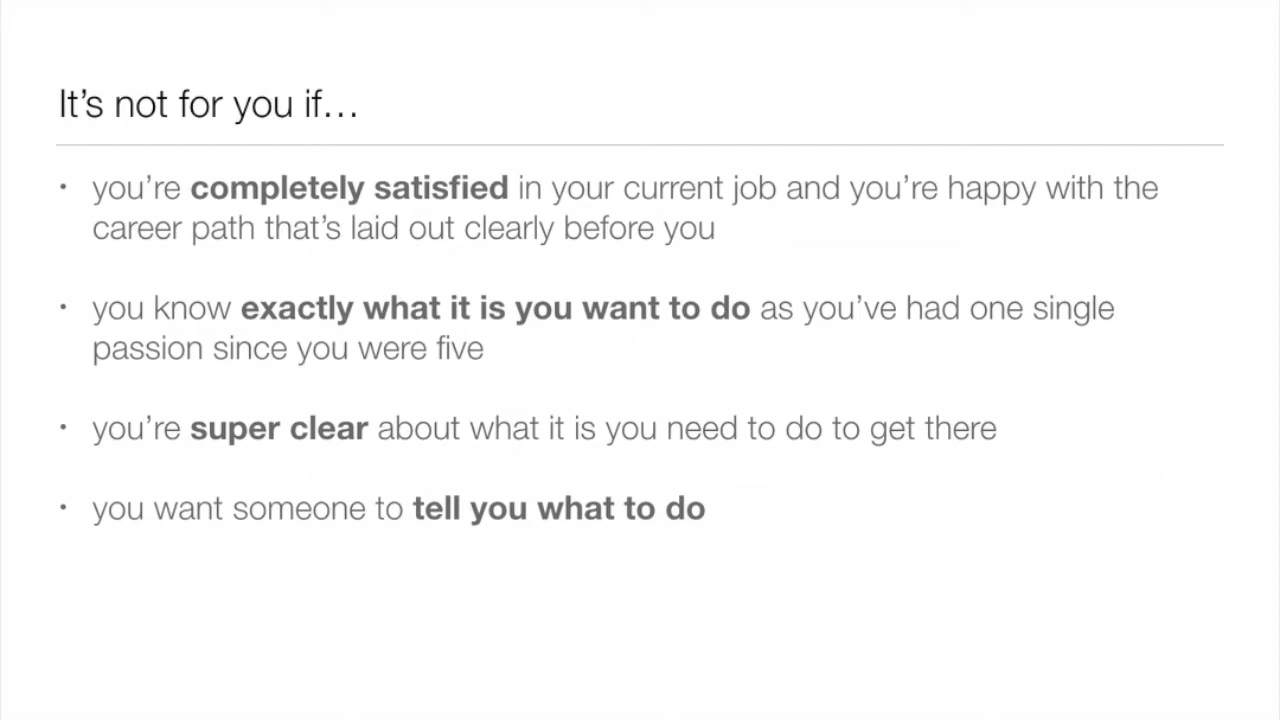 It's not for you if…
• you're completely satisfied in your current job and you're happy with the
career path that's laid out clearly before you
• you know exactly what it is you want to do as you've had one single
passion since you were five
• you're super clear about what it is you need to do to get there
• you want someone to tell you what to do